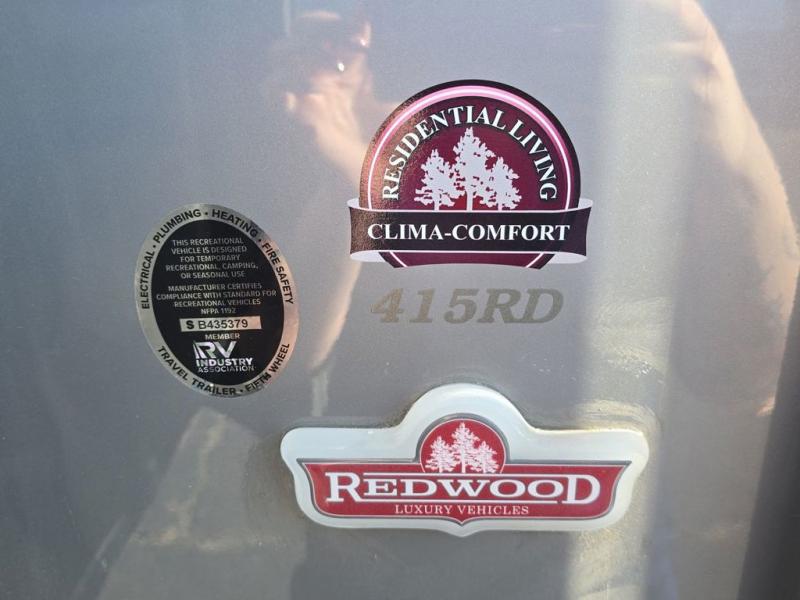 RESIDENTIAL LIVING
CLIMA-COMFORT
415RD
ELECTRICAL • PLUMBING • HEATING • FIRE SAFETY
THIS RECREATIONAL
VEHICLE IS DESIGNED
FOR TEMPORARY
RECREATIONAL, CAMPING,
OR SEASONAL USE
MANUFACTURER CERTIFIES
COMPLIANCE WITH STANDARD FOR
RECREATIONAL VEHICLES
NFPA 1192
S B435379
MEMBER
RV
INDUSTRY
ASSOCIATION
TRAVEL TRAILER • FIFTH WHEEL
REDWOOD
LUXURY VEHICLES